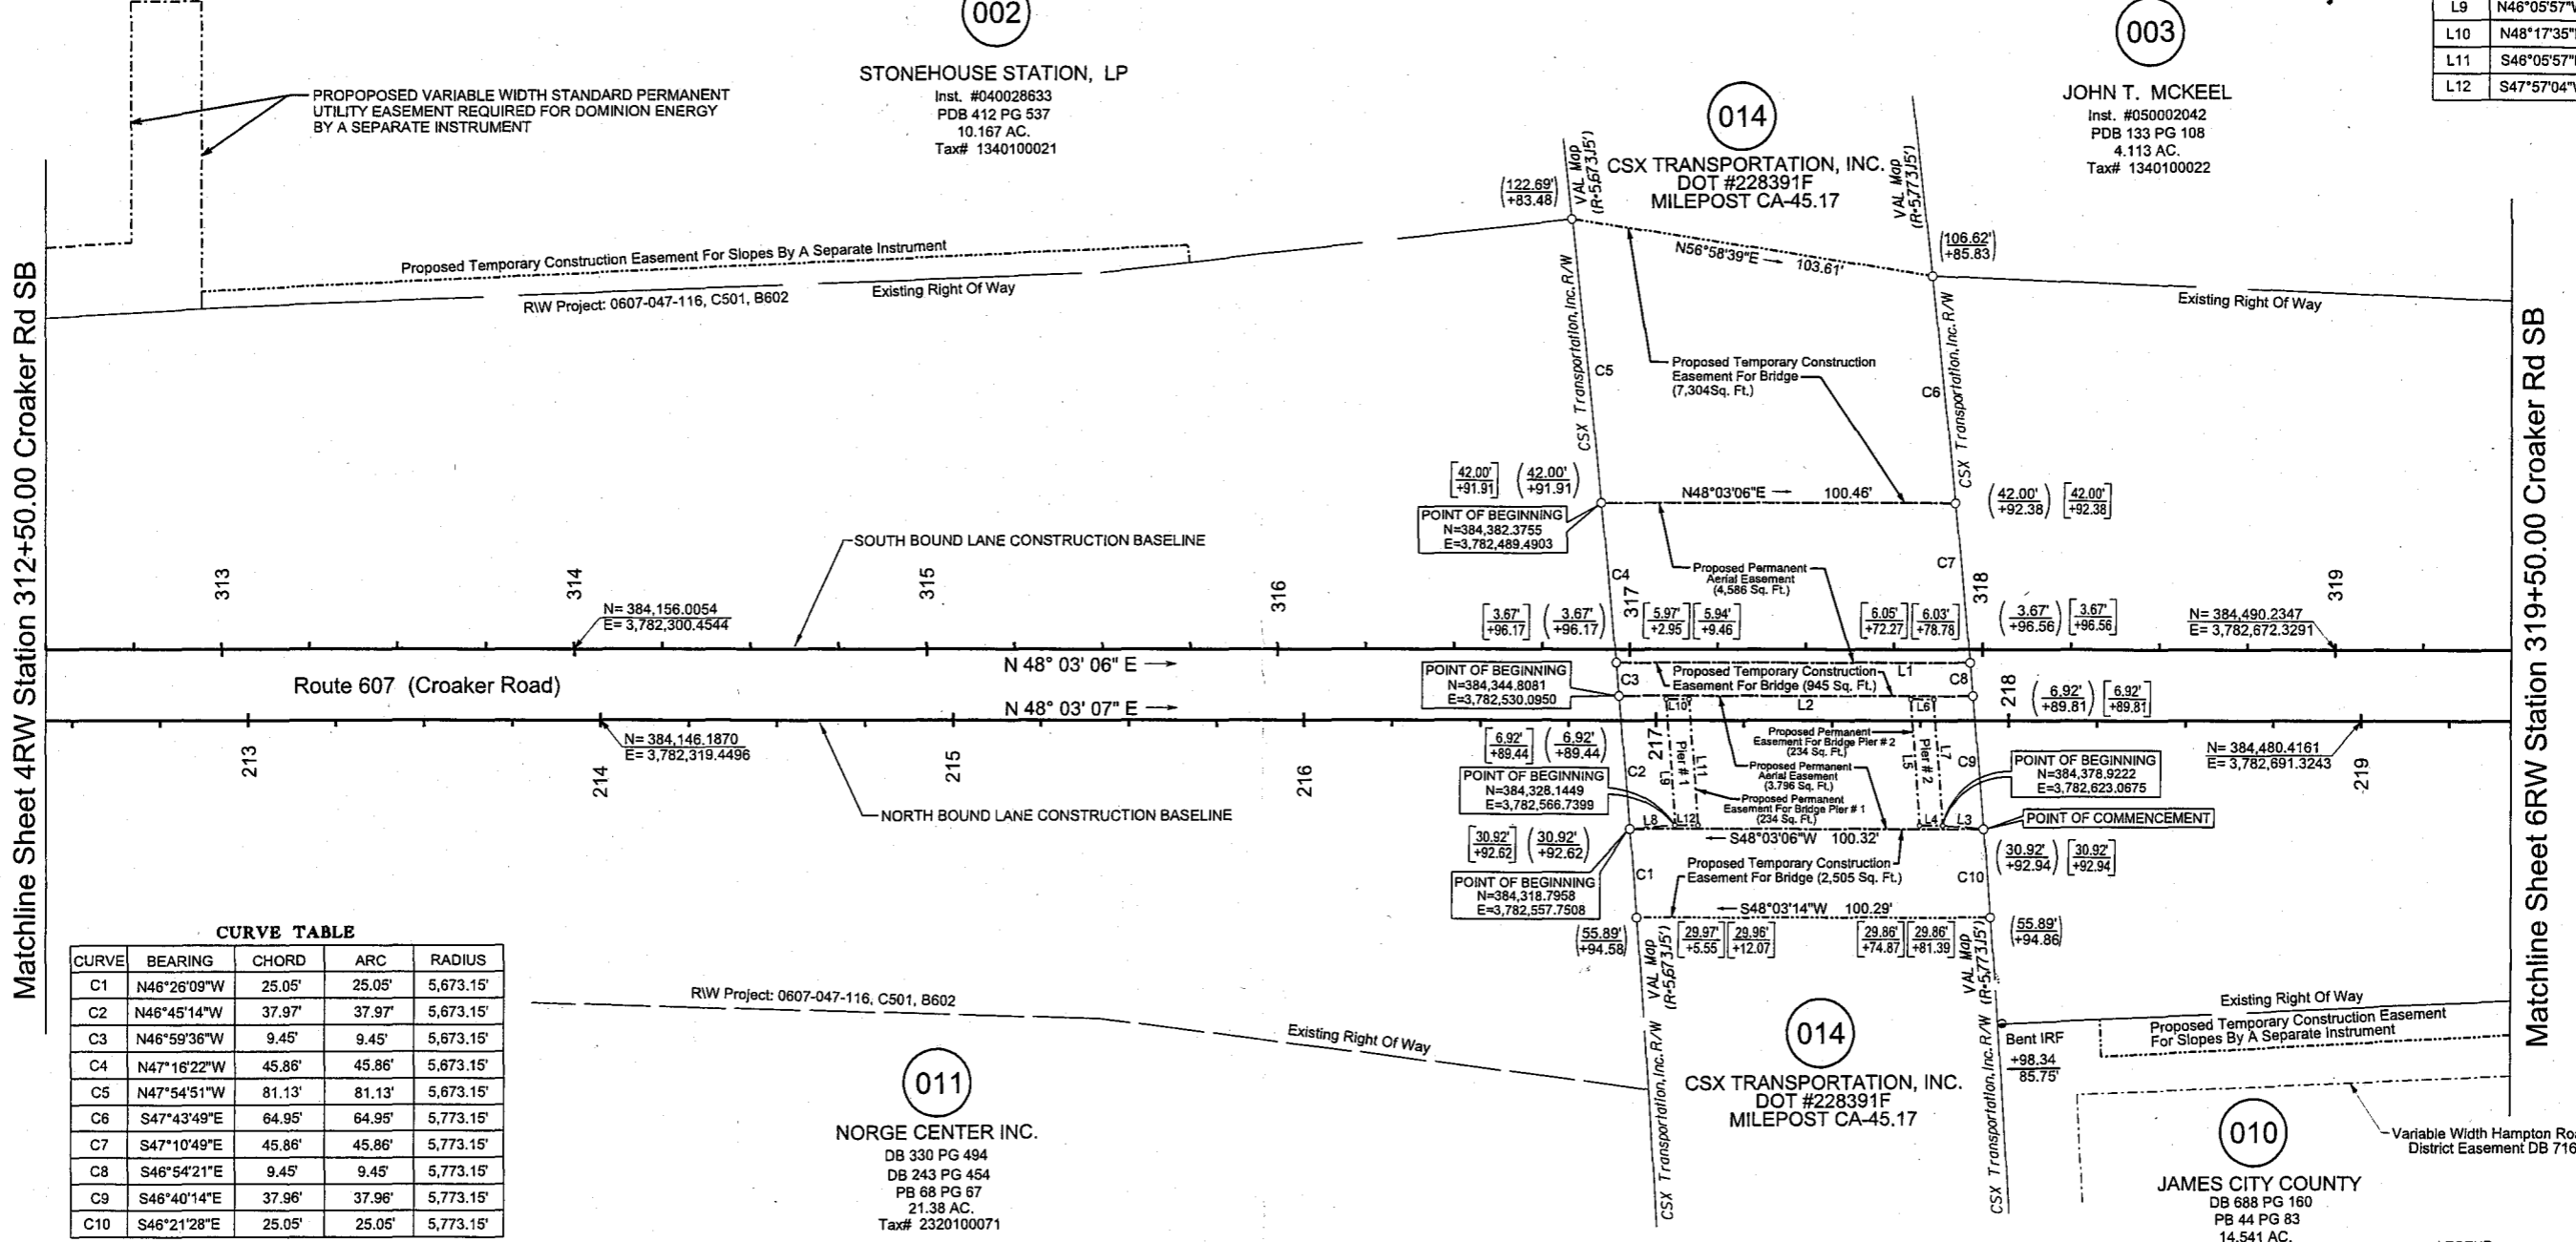 002
STONEHOUSE STATION, LP
Inst. #040028633
PDB 412 PG 537
10.167 AC.
Tax# 1340100021
PROPOPOSED VARIABLE WIDTH STANDARD PERMANENT
UTILITY EASEMENT REQUIRED FOR DOMINION ENERGY
BY A SEPARATE INSTRUMENT
014
CSX TRANSPORTATION, INC.
DOT #228391F
MILEPOST CA-45.17
003
JOHN T. MCKEEL
Inst. #050002042
PDB 133 PG 108
4.113 AC.
Tax# 1340100022
L9 N46°05'57"W
L10 N48°17'35"
L11 S46°05'57"
L12 S47°57'04"W
VAL Map
(R=5,673.15')
VAL Map
(R=5,773.15')
(122.69')
(+83.48)
(106.62')
(+85.83)
N56°58'39"E → 103.61'
Matchline Sheet 4RW Station 312+50.00 Croaker Rd SB
Proposed Temporary Construction Easement For Slopes By A Separate Instrument
R\W Project: 0607-047-116, C501, B602
Existing Right Of Way
Existing Right Of Way
Matchline Sheet 6RW Station 319+50.00 Croaker Rd SB
CSX Transportation,Inc.R/W
C5
Proposed Temporary Construction
Easement For Bridge
(7,304Sq. Ft.)
C6
CSX Transportation,Inc.R/W
[42.00'] (42.00')
[+91.91] (+91.91)
N48°03'06"E → 100.46'
(42.00') [42.00']
(+92.38) [+92.38]
POINT OF BEGINNING
N=384,382.3755
E=3,782,489.4903
SOUTH BOUND LANE CONSTRUCTION BASELINE
C4
Proposed Permanent
Aerial Easement
(4,586 Sq. Ft.)
C7
313 314 315 316 317 318 319
N= 384,156.0054
E= 3,782,300.4544
[3.67'] (3.67') [5.97'] [5.94'] [6.05'] [6.03'] (3.67') [3.67']
[+96.17] (+96.17) [+2.95] [+9.46] [+72.27] [+78.78] (+96.56) [+96.56]
N= 384,490.2347
E= 3,782,672.3291
N 48° 03' 06" E →
Route 607 (Croaker Road)
N 48° 03' 07" E →
POINT OF BEGINNING
N=384,344.8081
E=3,782,530.0950
C3
Proposed Temporary Construction
Easement For Bridge (945 Sq. Ft.)
L1
C8
L10 L2 L6
(6.92') [6.92']
(+89.81) [+89.81]
213 214 215 216 217 218 219
N= 384,146.1870
E= 3,782,319.4496
[6.92'] (6.92')
[+89.44] (+89.44)
Proposed Permanent
Easement For Bridge Pier # 2
(234 Sq. Ft.)
Proposed Permanent
Aerial Easement
(3.796 Sq. Ft.)
Proposed Permanent
Easement For Bridge Pier # 1
(234 Sq. Ft.)
N= 384,480.4161
E= 3,782,691.3243
C2
L9
Pier # 1
L11
L5
Pier # 2
L7
C9
POINT OF BEGINNING
N=384,328.1449
E=3,782,566.7399
POINT OF BEGINNING
N=384,378.9222
E=3,782,623.0675
NORTH BOUND LANE CONSTRUCTION BASELINE
L8 L12 L4 L3
POINT OF COMMENCEMENT
← S48°03'06"W 100.32'
[30.92'] (30.92')
[+92.62] (+92.62)
(30.92') [30.92']
(+92.94) [+92.94]
POINT OF BEGINNING
N=384,318.7958
E=3,782,557.7508
C1
Proposed Temporary Construction
Easement For Bridge (2,505 Sq. Ft.)
C10
← S48°03'14"W 100.29'
(55.89') [29.97'] [29.96'] [29.86'] [29.86'] (55.89')
(+94.58) [+5.55] [+12.07] [+74.87] [+81.39] (+94.86)
VAL Map
(R=5,673.15')
VAL Map
(R=5,773.15')
CURVE TABLE
CURVE BEARING CHORD ARC RADIUS
C1 N46°26'09"W 25.05' 25.05' 5,673.15'
C2 N46°45'14"W 37.97' 37.97' 5,673.15'
C3 N46°59'36"W 9.45' 9.45' 5,673.15'
C4 N47°16'22"W 45.86' 45.86' 5,673.15'
C5 N47°54'51"W 81.13' 81.13' 5,673.15'
C6 S47°43'49"E 64.95' 64.95' 5,773.15'
C7 S47°10'49"E 45.86' 45.86' 5,773.15'
C8 S46°54'21"E 9.45' 9.45' 5,773.15'
C9 S46°40'14"E 37.96' 37.96' 5,773.15'
C10 S46°21'28"E 25.05' 25.05' 5,773.15'
R\W Project: 0607-047-116, C501, B602
Existing Right Of Way
011
NORGE CENTER INC.
DB 330 PG 494
DB 243 PG 454
PB 68 PG 67
21.38 AC.
Tax# 2320100071
CSX Transportation,Inc.R/W
014
CSX TRANSPORTATION, INC.
DOT #228391F
MILEPOST CA-45.17
CSX Transportation,Inc.R/W
Existing Right Of Way
Proposed Temporary Construction Easement
For Slopes By A Separate Instrument
Bent IRF
+98.34
85.75'
Variable Width Hampton Roa
District Easement DB 716
010
JAMES CITY COUNTY
DB 688 PG 160
PB 44 PG 83
14.541 AC.